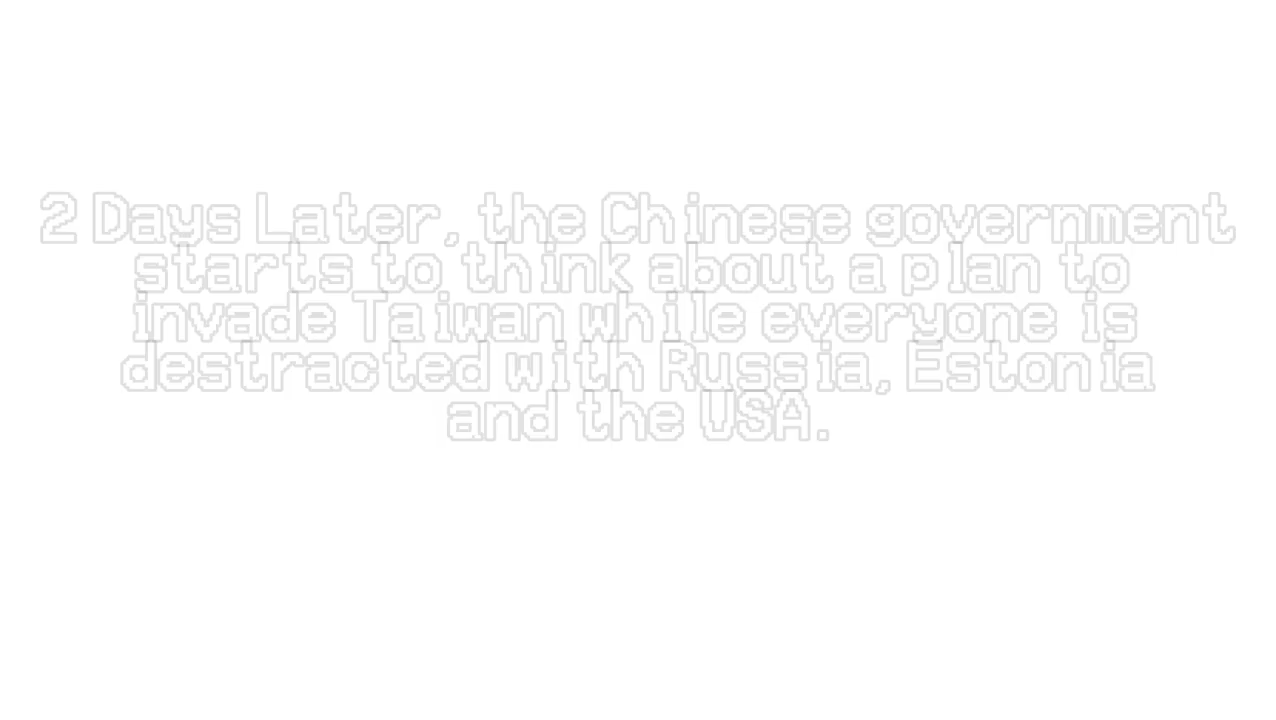 2 Days Later, the Chinese government
starts to think about a plan to
invade Taiwan while everyone is
destracted with Russia, Estonia
and the USA.